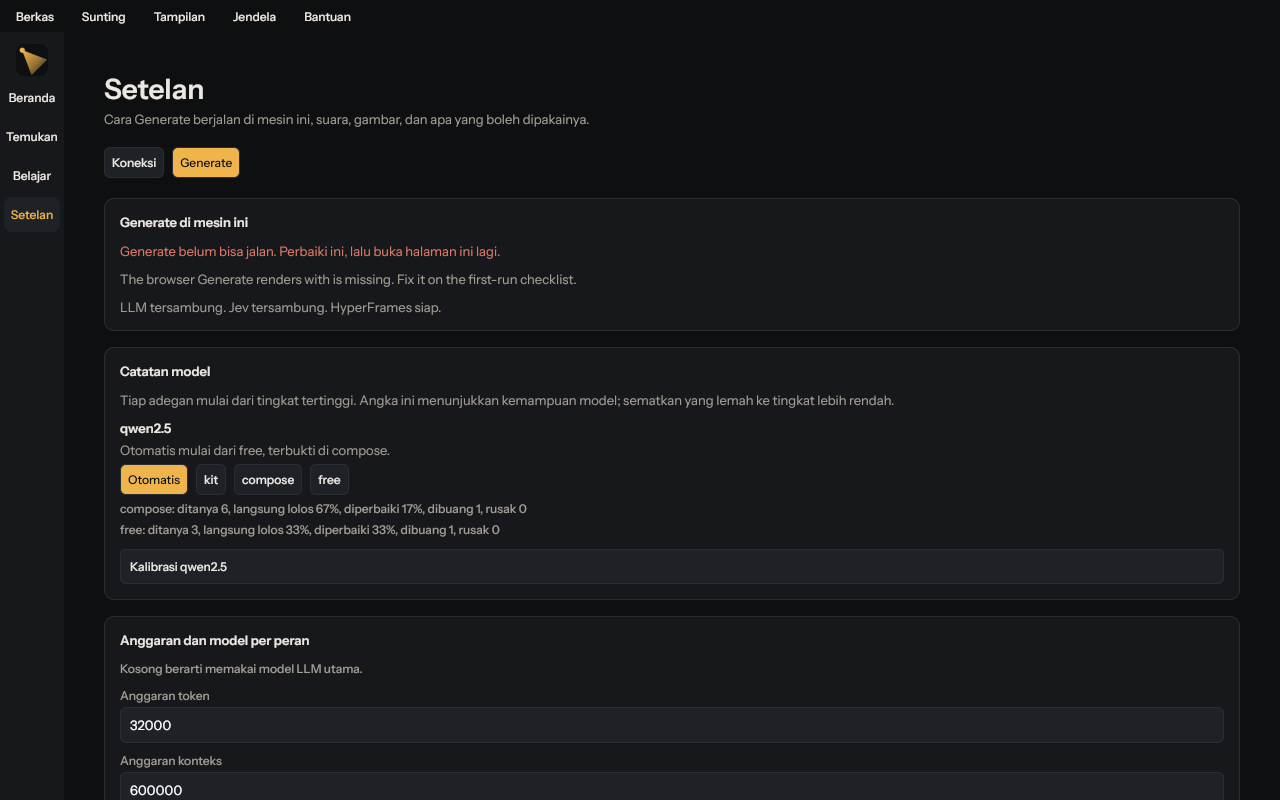 Berkas Sunting Tampilan Jendela Bantuan
Beranda
Temukan
Belajar
Setelan
Setelan
Cara Generate berjalan di mesin ini, suara, gambar, dan apa yang boleh dipakainya.
Koneksi Generate
Generate di mesin ini
Generate belum bisa jalan. Perbaiki ini, lalu buka halaman ini lagi.
The browser Generate renders with is missing. Fix it on the first-run checklist.
LLM tersambung. Jev tersambung. HyperFrames siap.
Catatan model
Tiap adegan mulai dari tingkat tertinggi. Angka ini menunjukkan kemampuan model; sematkan yang lemah ke tingkat lebih rendah.
qwen2.5
Otomatis mulai dari free, terbukti di compose.
Otomatis kit compose free
compose: ditanya 6, langsung lolos 67%, diperbaiki 17%, dibuang 1, rusak 0
free: ditanya 3, langsung lolos 33%, diperbaiki 33%, dibuang 1, rusak 0
Kalibrasi qwen2.5
Anggaran dan model per peran
Kosong berarti memakai model LLM utama.
Anggaran token
32000
Anggaran konteks
600000